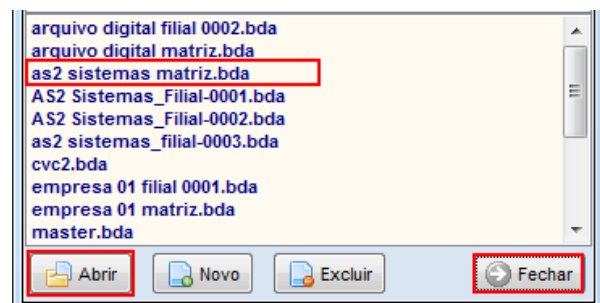 arquivo digital filial 0002.bda
arquivo digital matriz.bda
as2 sistemas matriz.bda
AS2 Sistemas_Filial-0001.bda
AS2 Sistemas_Filial-0002.bda
as2 sistemas_filial-0003.bda
cvc2.bda
empresa 01 filial 0001.bda
empresa 01 matriz.bda
master.bda
Abrir Novo Excluir Fechar